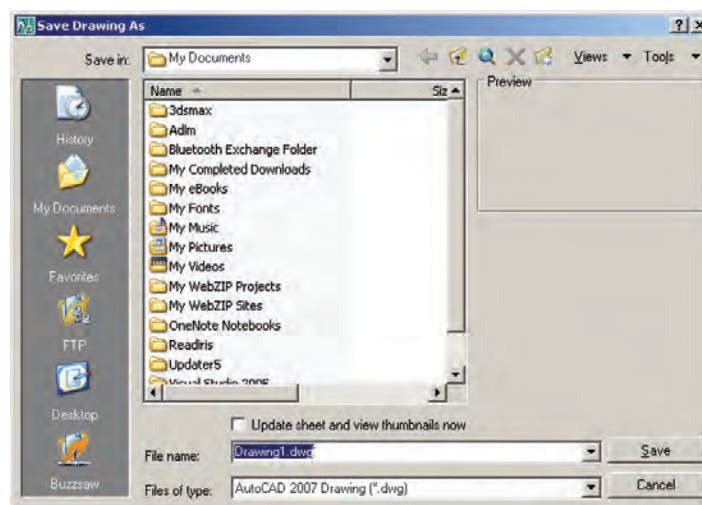 Save Drawing As
Save in:
My Documents
Views
Tools
History
My Documents
Favorites
FTP
Desktop
Buzzsaw
Name
Siz
3dsmax
Adlm
Bluetooth Exchange Folder
My Completed Downloads
My eBooks
My Fonts
My Music
My Pictures
My Videos
My WebZIP Projects
My WebZIP Sites
OneNote Notebooks
Readiris
Updater5
Visual Studio 2005
Preview
Update sheet and view thumbnails now
File name:
Drawing1.dwg
Save
Files of type:
AutoCAD 2007 Drawing (*.dwg)
Cancel